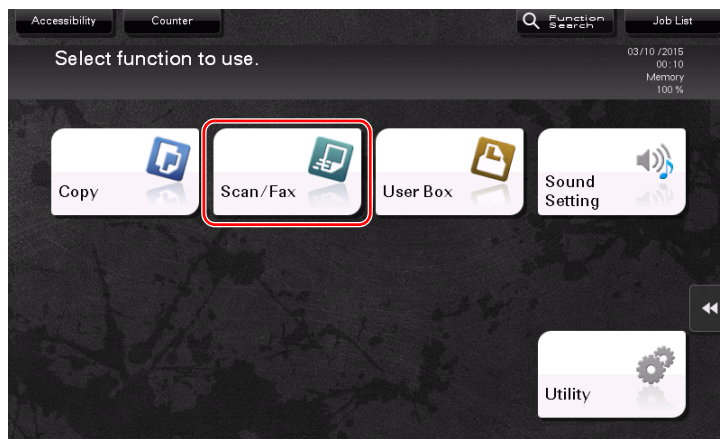 Accessibility
Counter
Function
Search
Job List
Select function to use.
03/10 /2015
00:10
Memory
100 %
Copy
Scan/Fax
User Box
Sound
Setting
Utility